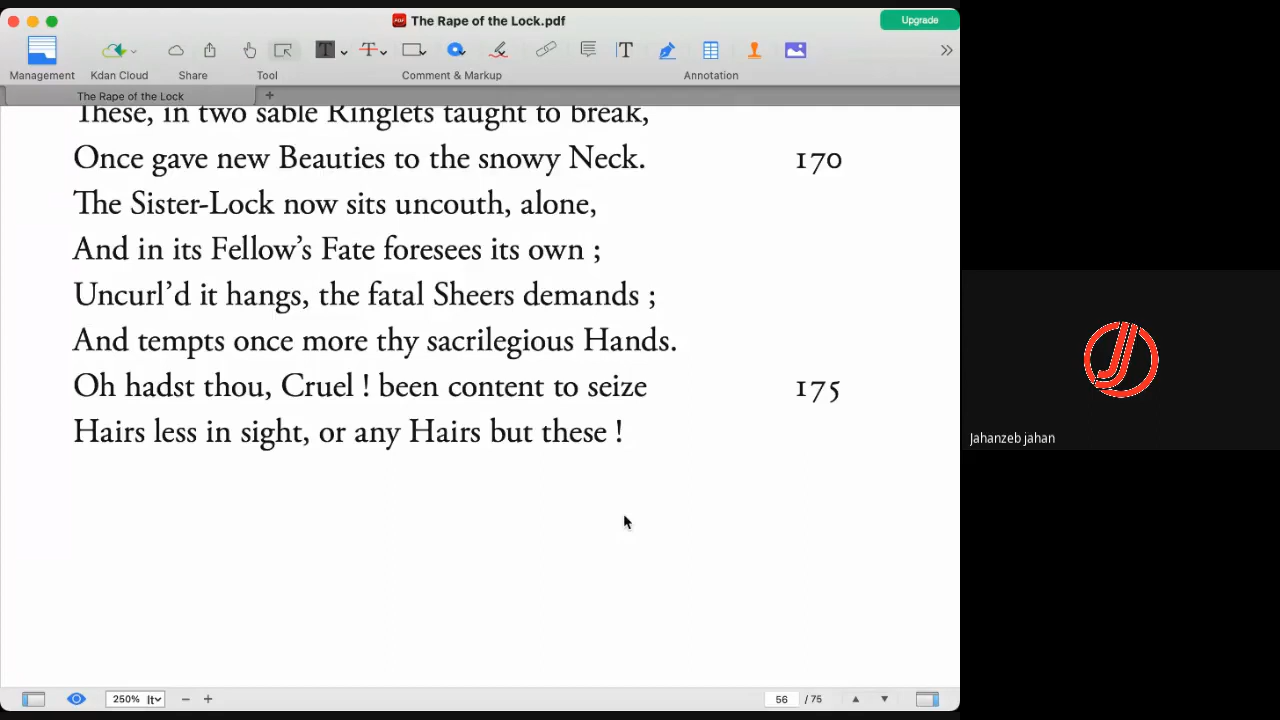 The Rape of the Lock.pdf
Upgrade
Management Kdan Cloud Share Tool Comment & Markup Annotation
The Rape of the Lock
These, in two sable Ringlets taught to break,
Once gave new Beauties to the snowy Neck. 170
The Sister-Lock now sits uncouth, alone,
And in its Fellow’s Fate foresees its own ;
Uncurl’d it hangs, the fatal Sheers demands ;
And tempts once more thy sacrilegious Hands.
Oh hadst thou, Cruel ! been content to seize 175
Hairs less in sight, or any Hairs but these !
Jahanzeb jahan
250% 56 / 75